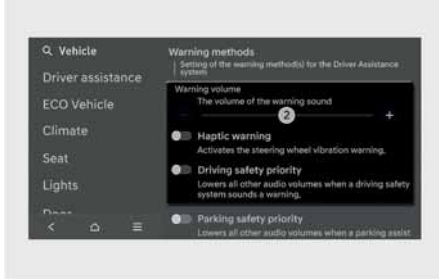 Vehicle
Driver assistance
ECO Vehicle
Climate
Seat
Lights
Warning methods
Setting of the warning method(s) for the Driver Assistance
system
Warning volume
The volume of the warning sound
- 2 +
Haptic warning
Activates the steering wheel vibration warning.
Driving safety priority
Lowers all other audio volumes when a driving safety
system sounds a warning.
Parking safety priority
Lowers all other audio volumes when a parking assist